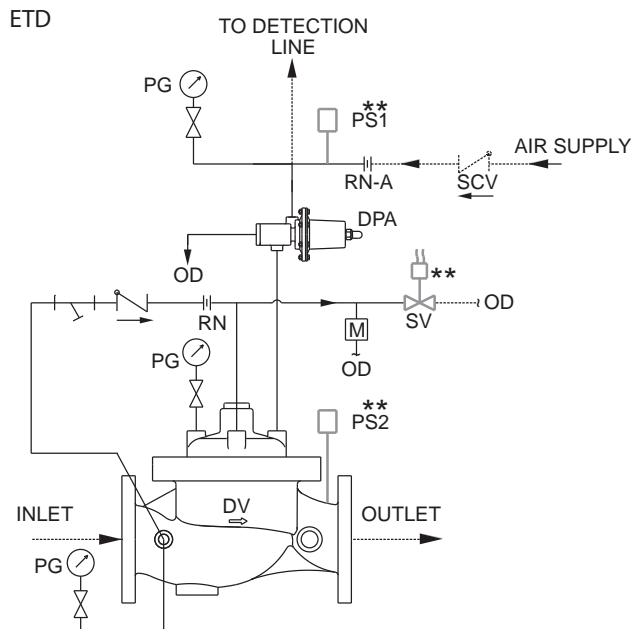 ETD
TO DETECTION
LINE
PG
**
PS1
AIR SUPPLY
RN-A
SCV
DPA
OD
**
OD
RN
SV
M
PG
OD
**
PS2
DV
INLET
OUTLET
PG